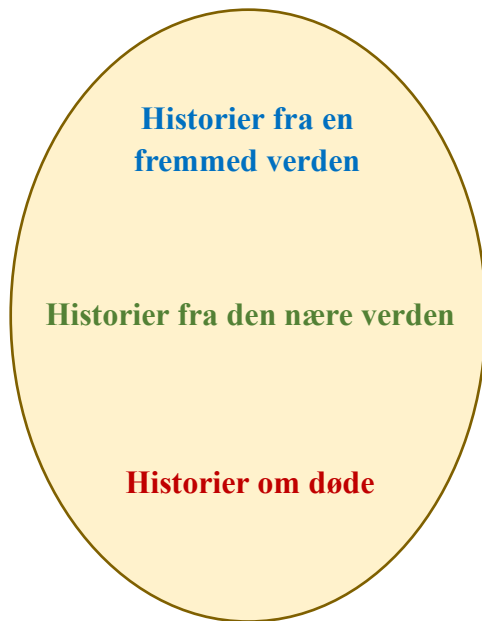 Historier fra en
fremmed verden
Historier fra den nære verden
Historier om døde